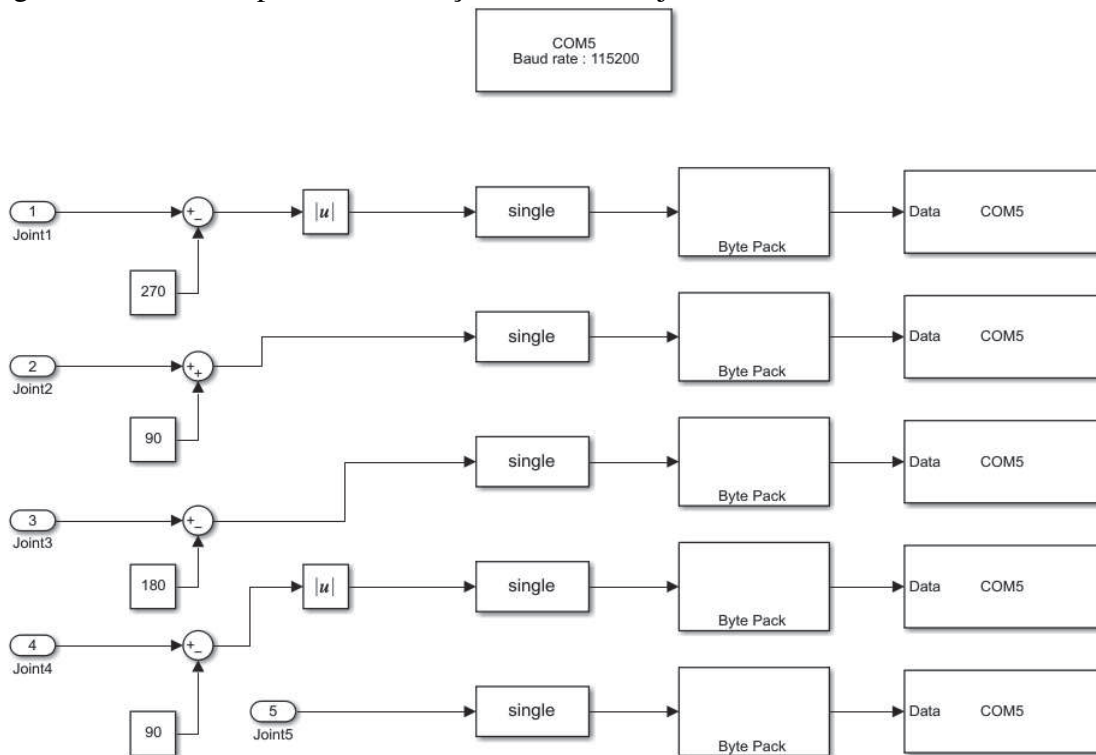 COM5
Baud rate : 115200
1
Joint1
+
-
270
|u|
single
Byte Pack
Data
COM5
2
Joint2
+
+
90
single
Byte Pack
Data
COM5
3
Joint3
+
-
180
single
Byte Pack
Data
COM5
4
Joint4
+
-
90
|u|
single
Byte Pack
Data
COM5
5
Joint5
single
Byte Pack
Data
COM5